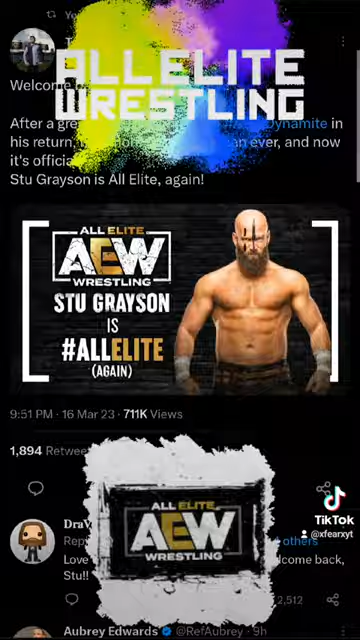 ALL ELITE
WRESTLING
Welcome
After a gre
Dynamite in
his return,
an ever, and now
it's officia
Stu Grayson is All Elite, again!
ALL ELITE
AEW
WRESTLING
STU GRAYSON
IS
#ALLELITE
(AGAIN)
9:51 PM · 16 Mar 23 · 711K Views
1,894 Retwee
ALL ELITE
AEW
WRESTLING
TikTok
@xfearxyt
Dra
Rep
d others
Love
lcome back,
Stu!!
2,512
Aubrey Edwards @RefAubrey · 9h